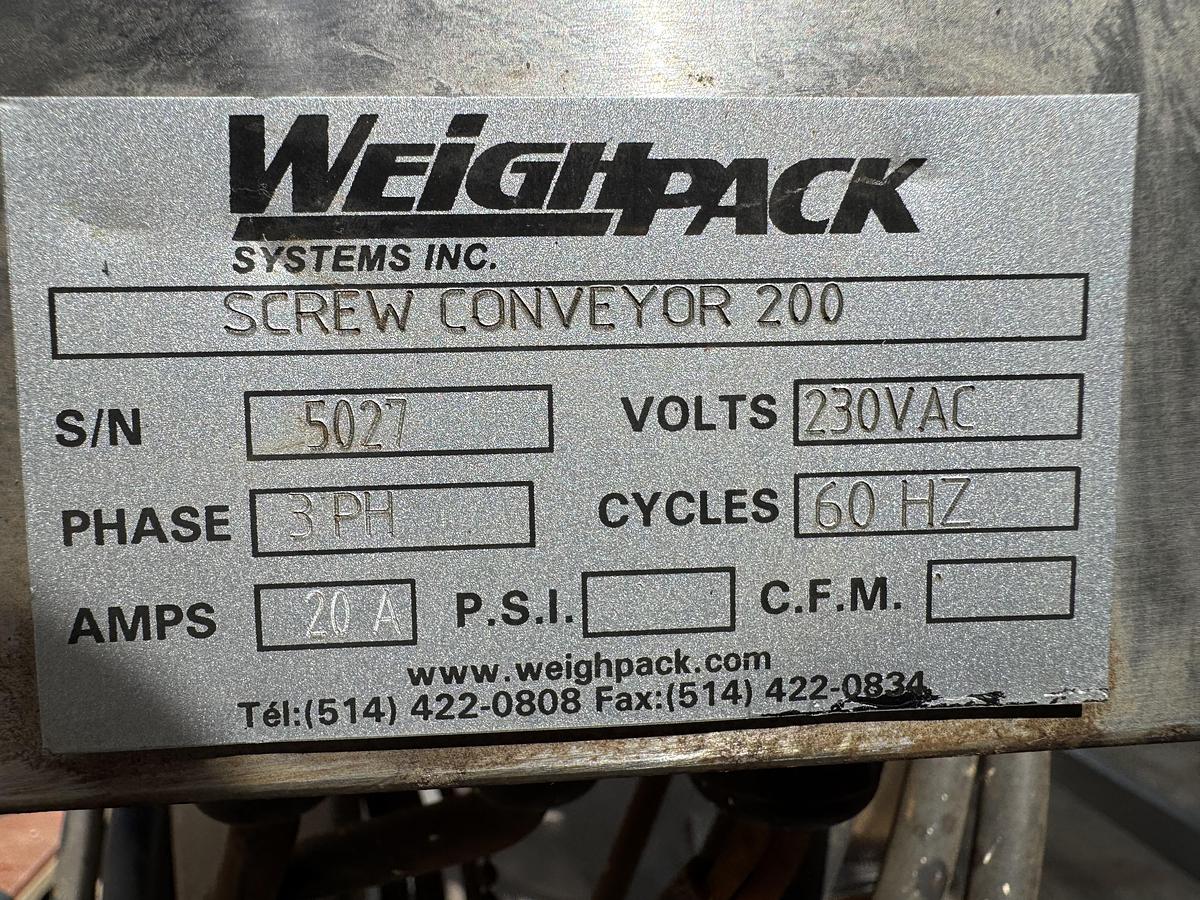 WEiGHPACK
SYSTEMS INC.
SCREW CONVEYOR 200
S/N 5027 VOLTS 230VAC
PHASE 3 PH CYCLES 60 HZ
AMPS 20 A P.S.I. C.F.M.
www.weighpack.com
Tél:(514) 422-0808 Fax:(514) 422-0834